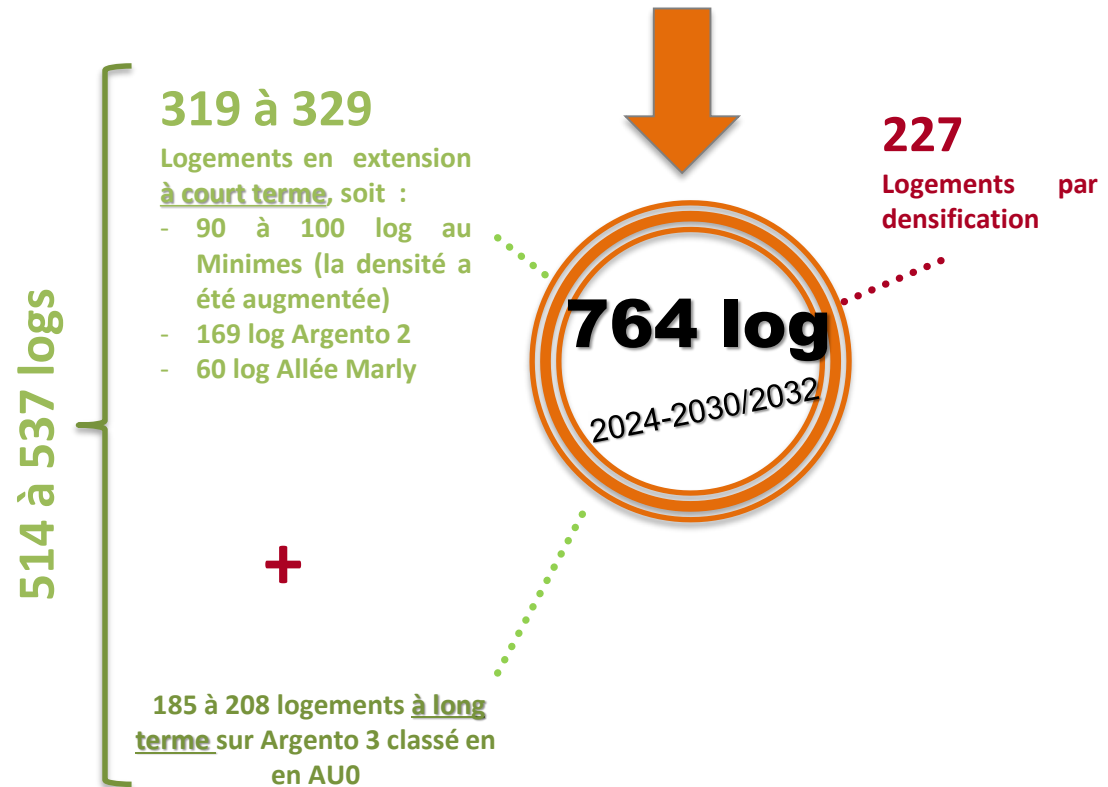 514 à 537 logs
319 à 329
Logements en extension
à court terme, soit :
- 90 à 100 log au
Minimes (la densité a
été augmentée)
- 169 log Argento 2
- 60 log Allée Marly
+
185 à 208 logements à long
terme sur Argento 3 classé en
en AU0
764 log
2024-2030/2032
227
Logements par
densification